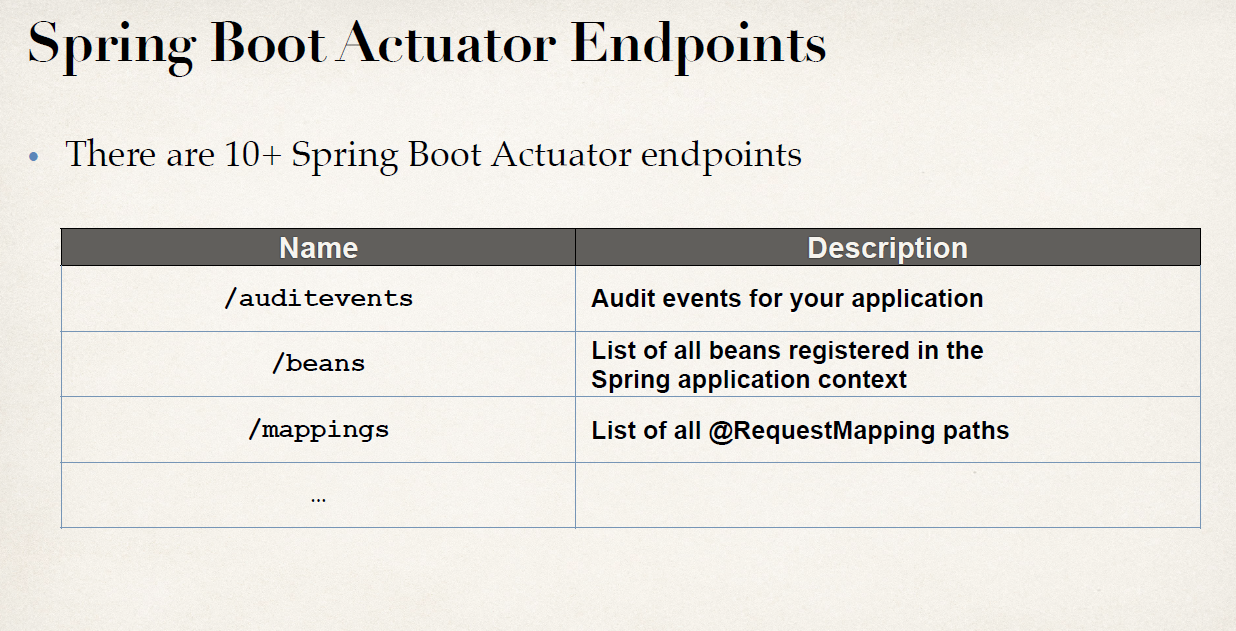 Spring Boot Actuator Endpoints
• There are 10+ Spring Boot Actuator endpoints
Name Description
/auditevents Audit events for your application
/beans List of all beans registered in the
Spring application context
/mappings List of all @RequestMapping paths
...